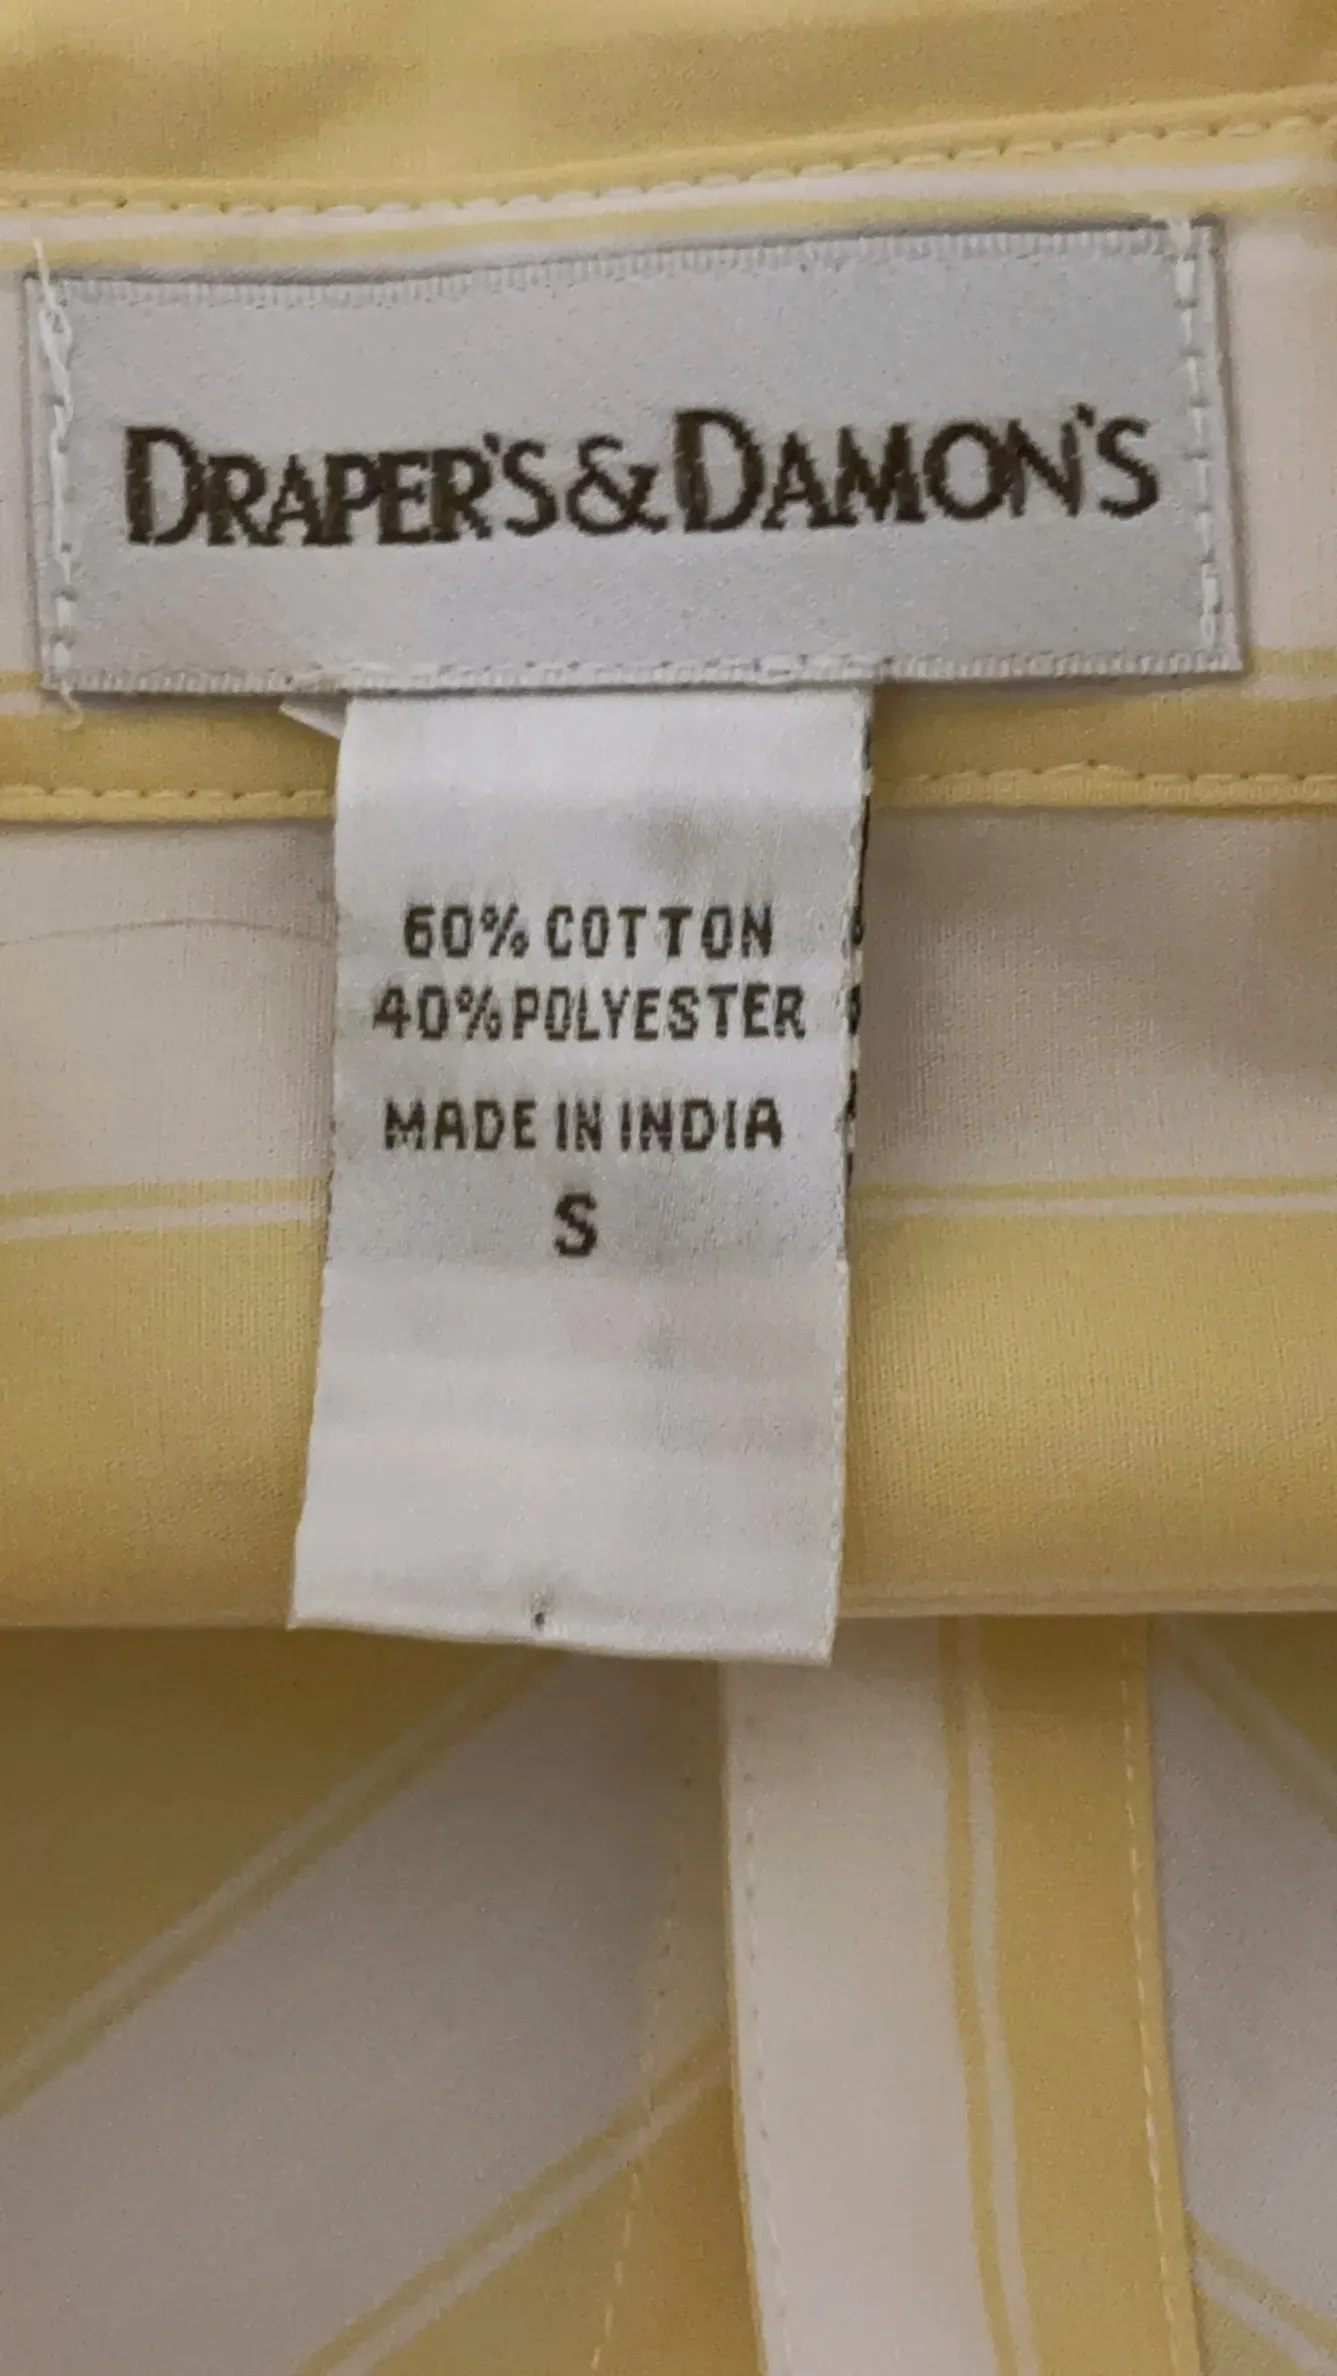 DRAPER'S & DAMON'S
60% COTTON
40% POLYESTER
MADE IN INDIA
S